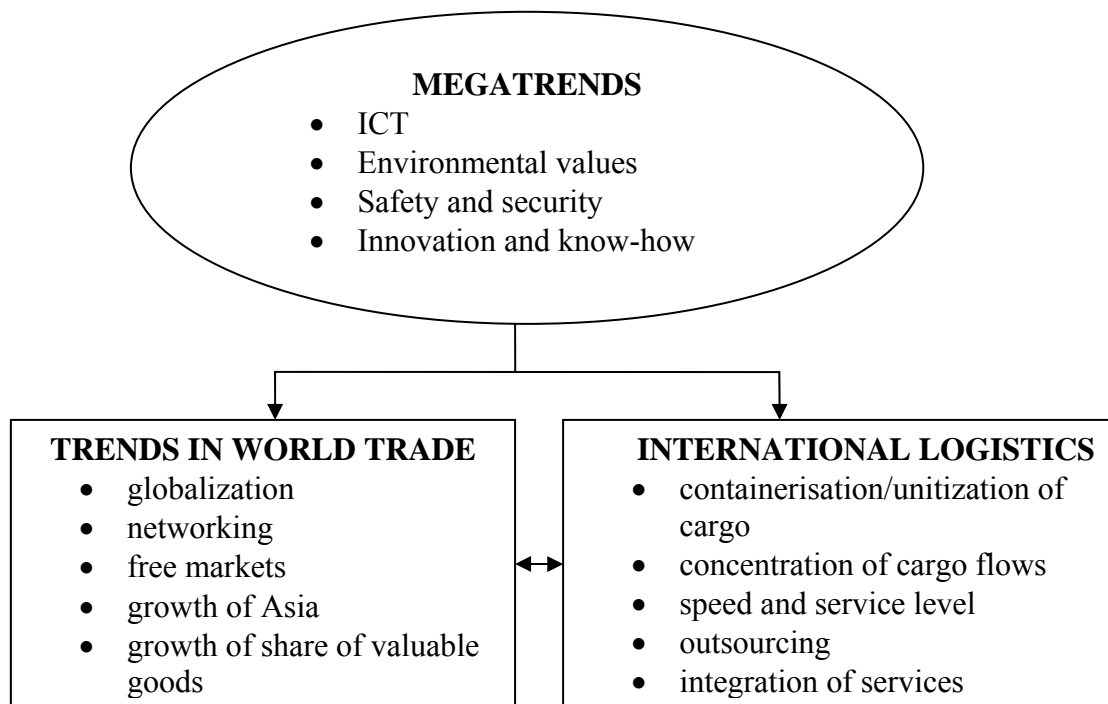 MEGATRENDS
• ICT
• Environmental values
• Safety and security
• Innovation and know-how
TRENDS IN WORLD TRADE
• globalization
• networking
• free markets
• growth of Asia
• growth of share of valuable
goods
INTERNATIONAL LOGISTICS
• containerisation/unitization of
cargo
• concentration of cargo flows
• speed and service level
• outsourcing
• integration of services